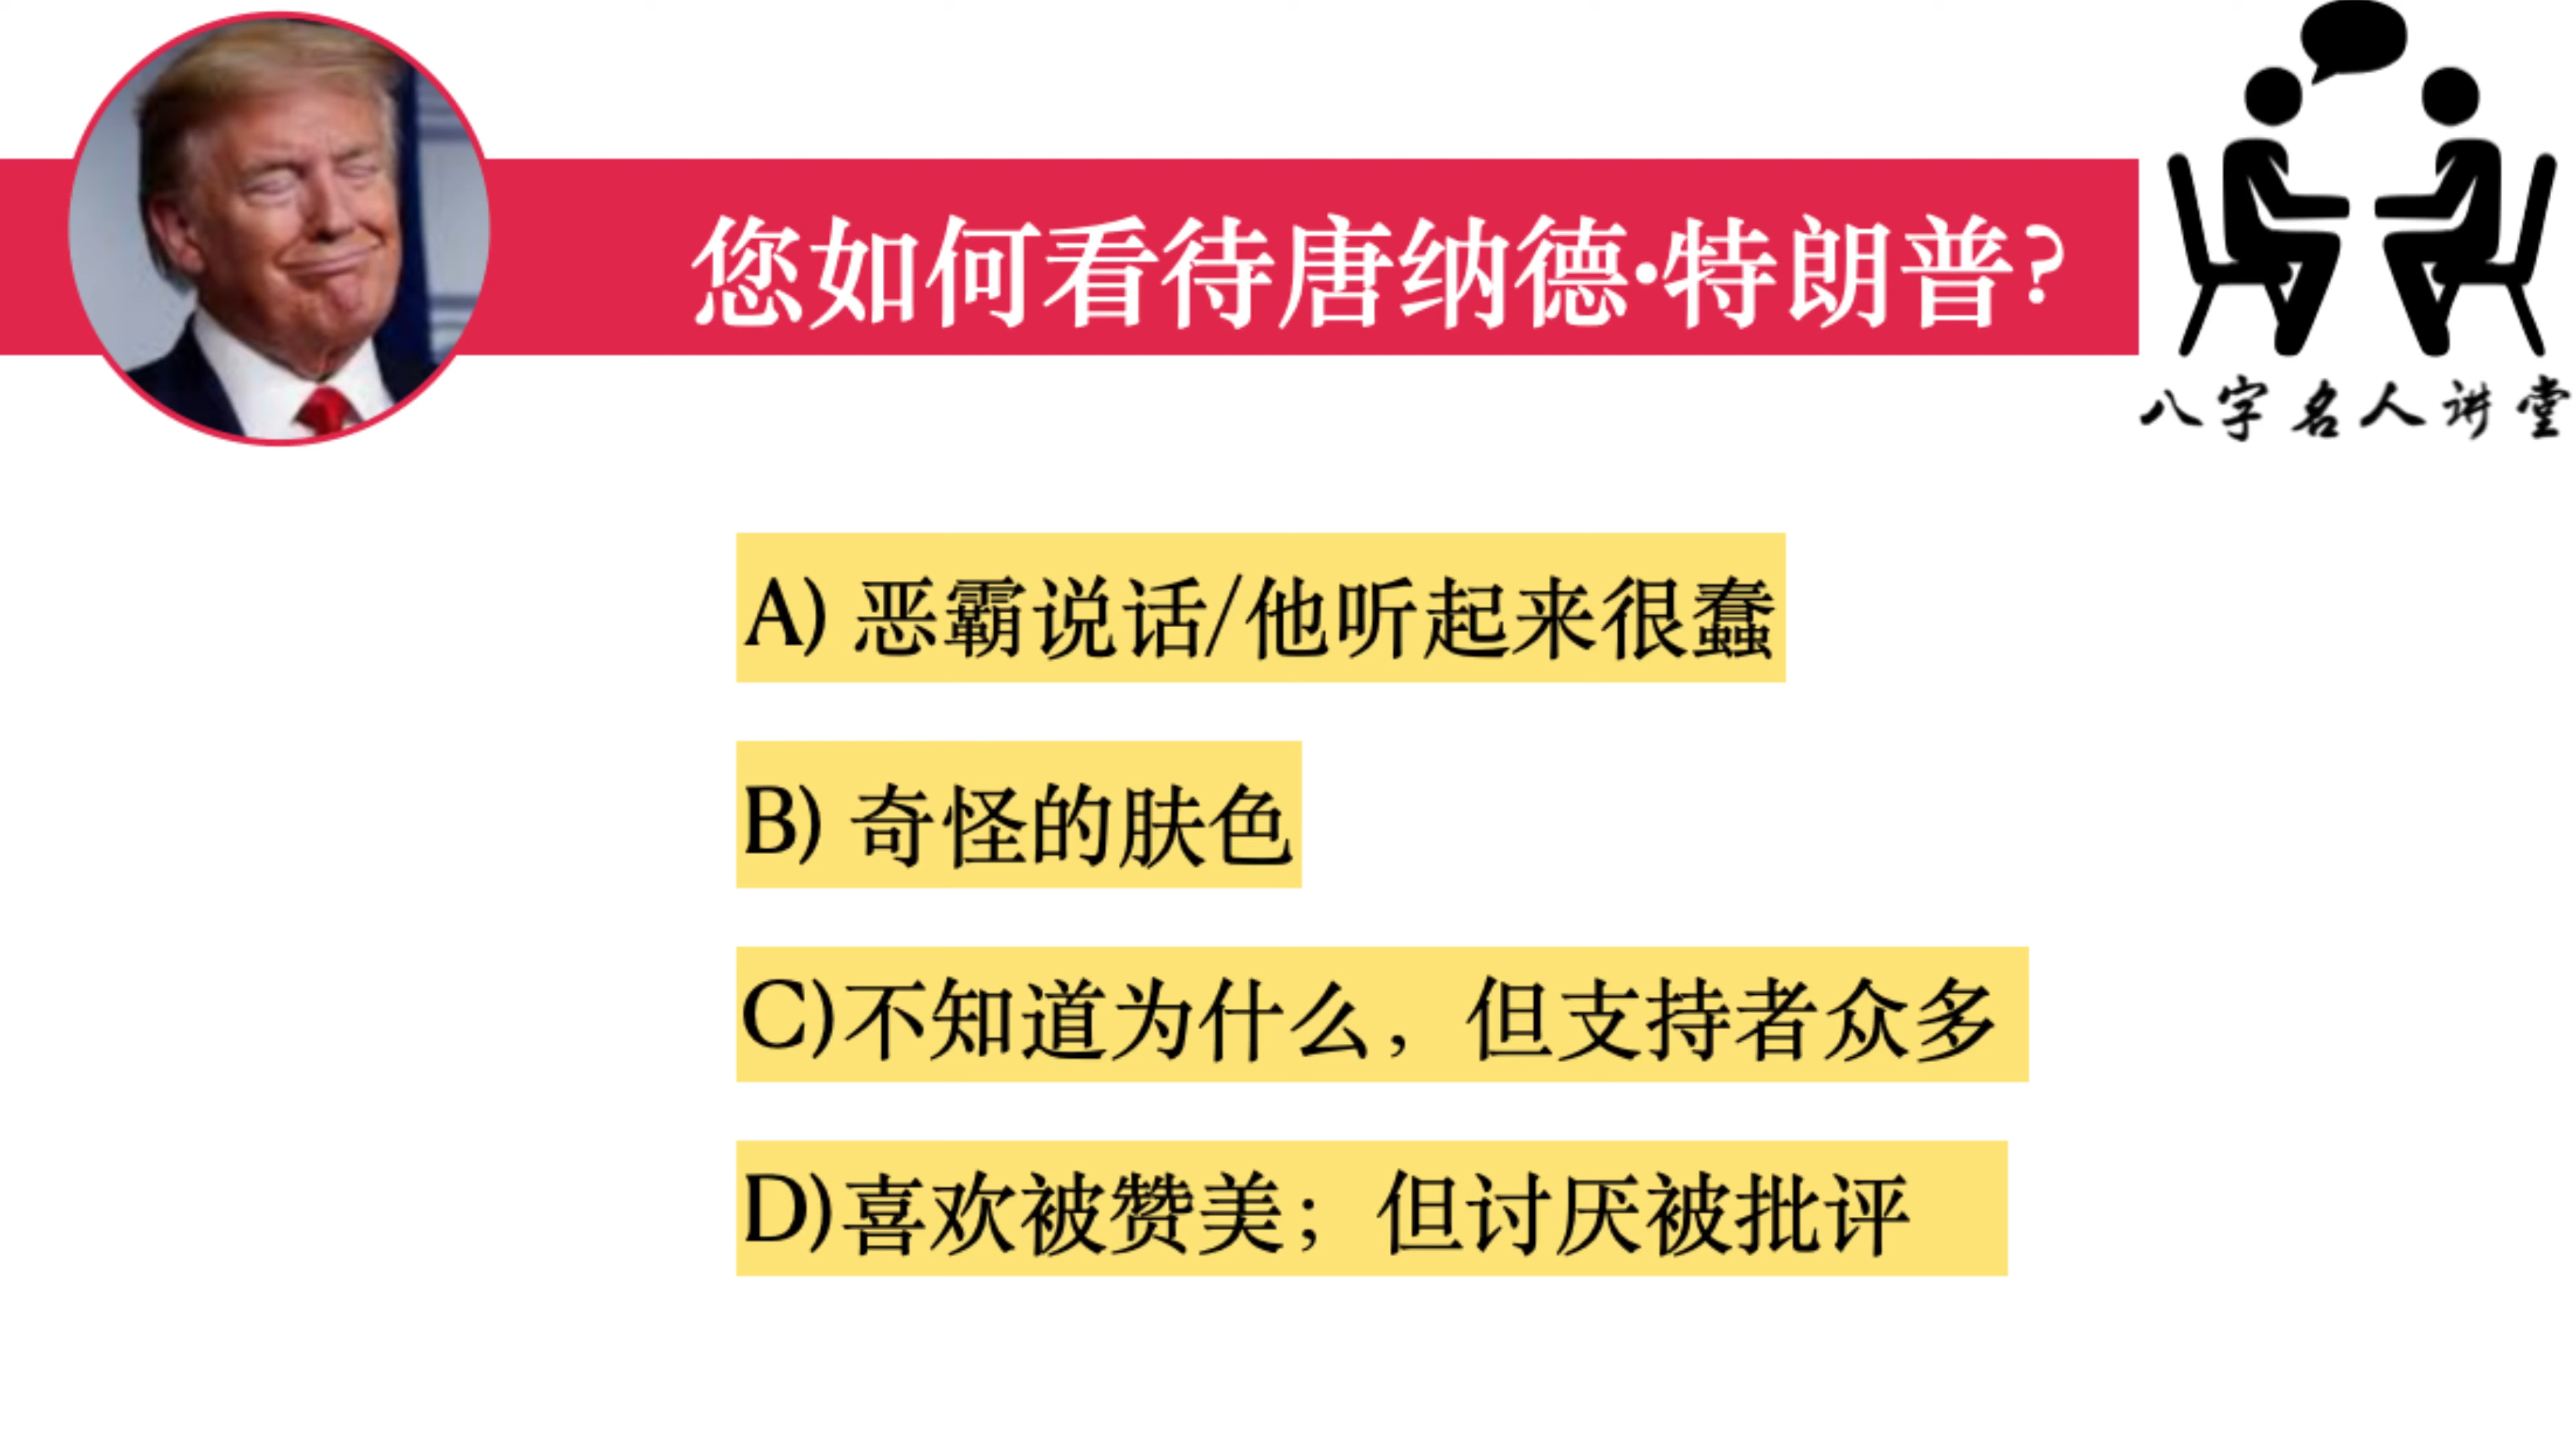 您如何看待唐纳德·特朗普?
八字名人讲堂
A) 恶霸说话/他听起来很蠢
B) 奇怪的肤色
C)不知道为什么，但支持者众多
D)喜欢被赞美；但讨厌被批评